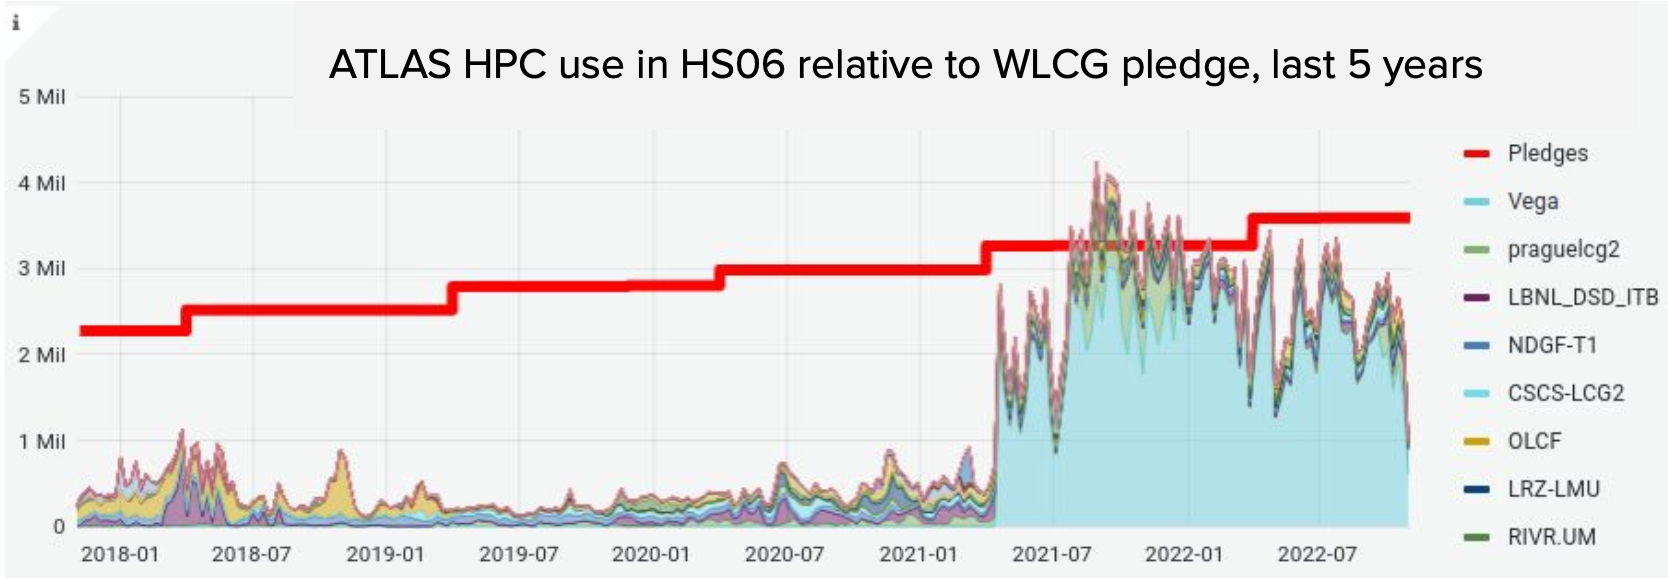 i
ATLAS HPC use in HS06 relative to WLCG pledge, last 5 years
5 Mil
4 Mil
3 Mil
2 Mil
1 Mil
0
2018-01 2018-07 2019-01 2019-07 2020-01 2020-07 2021-01 2021-07 2022-01 2022-07
Pledges
Vega
praguelcg2
LBNL_DSD_ITB
NDGF-T1
CSCS-LCG2
OLCF
LRZ-LMU
RIVR.UM